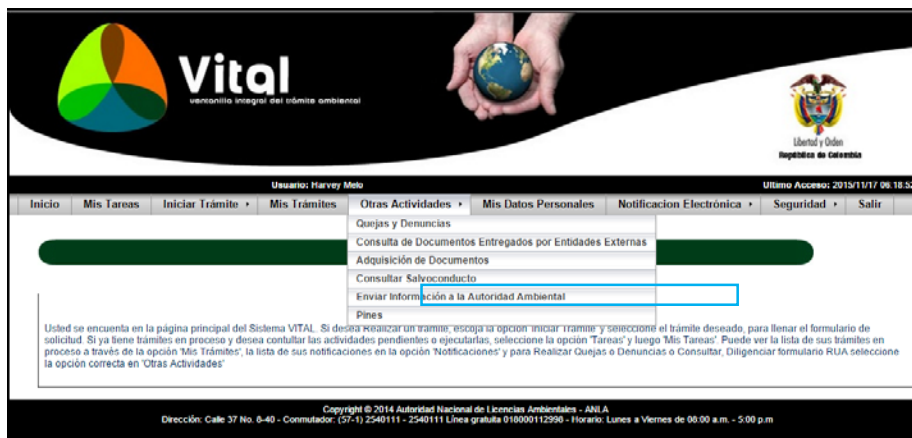 Vital
ventanilla integral del trámite ambiental
Libertad y Orden
República de Colombia
Usuario: Harvey Melo
Ultimo Acceso: 2015/11/17 06:18:52
Inicio Mis Tareas Iniciar Trámite Mis Trámites Otras Actividades Mis Datos Personales Notificacion Electrónica Seguridad Salir
Quejas y Denuncias
Consulta de Documentos Entregados por Entidades Externas
Adquisición de Documentos
Consultar Salvoconducto
Enviar Información a la Autoridad Ambiental
Pines
Usted se encuenta en la página principal del Sistema VITAL. Si desea Realizar un trámite, escoja la opción 'Iniciar Trámite' y seleccione el trámite deseado, para llenar el formulario de
solicitud. Si ya tiene trámites en proceso y desea contultar las actividades pendientes o ejecutarlas, seleccione la opción 'Tareas' y luego 'Mis Tareas'. Puede ver la lista de sus trámites en
proceso a través de la opción 'Mis Trámites', la lista de sus notificaciones en la opción 'Notificaciones' y para Realizar Quejas o Denuncias o Consultar, Diligenciar formulario RUA seleccione
la opción correcta en 'Otras Actividades'
Copyright © 2014 Autoridad Nacional de Licencias Ambientales - ANLA
Dirección: Calle 37 No. 8-40 - Conmutador: (57-1) 2540111 - 2540111 Línea gratuita 018000112998 - Horario: Lunes a Viernes de 08:00 a.m. - 5:00 p.m